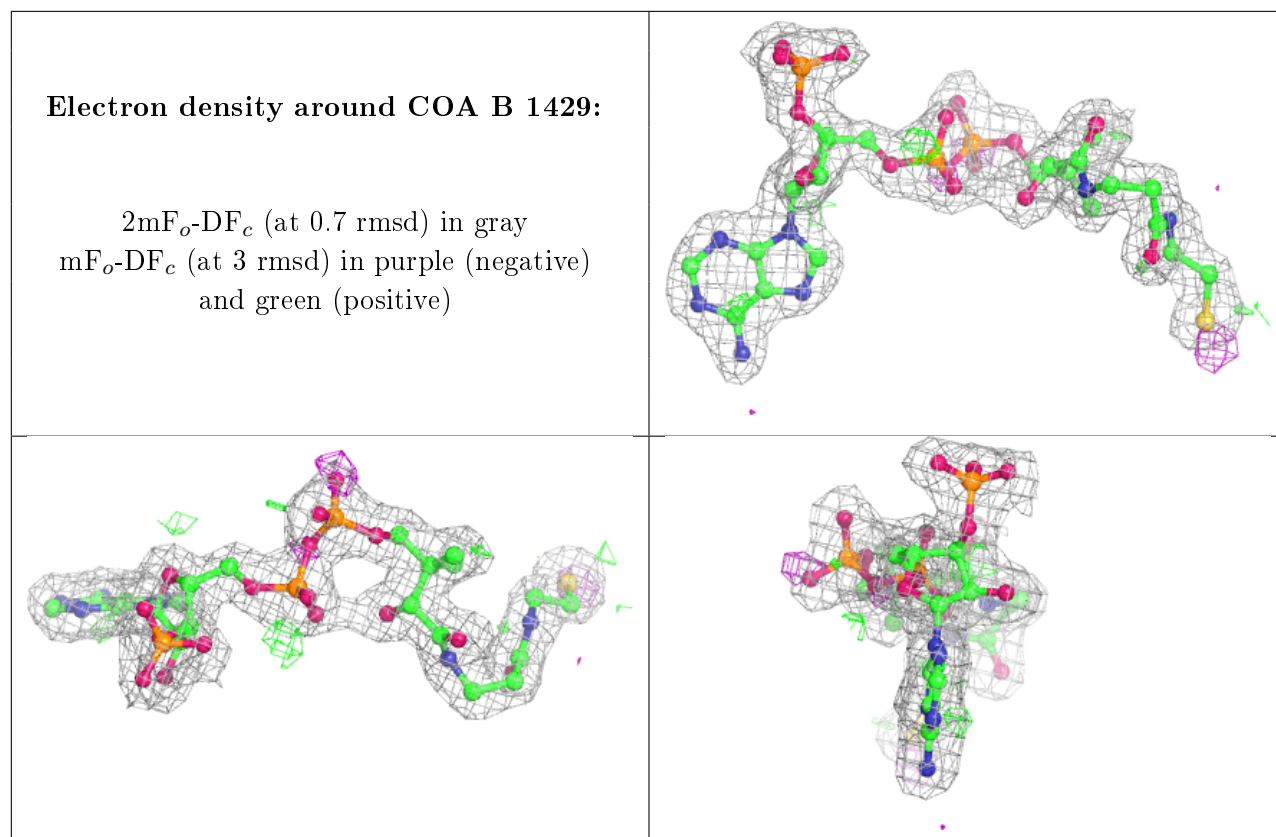 Electron density around COA B 1429:
2mFo-DFc (at 0.7 rmsd) in gray
mFo-DFc (at 3 rmsd) in purple (negative)
and green (positive)